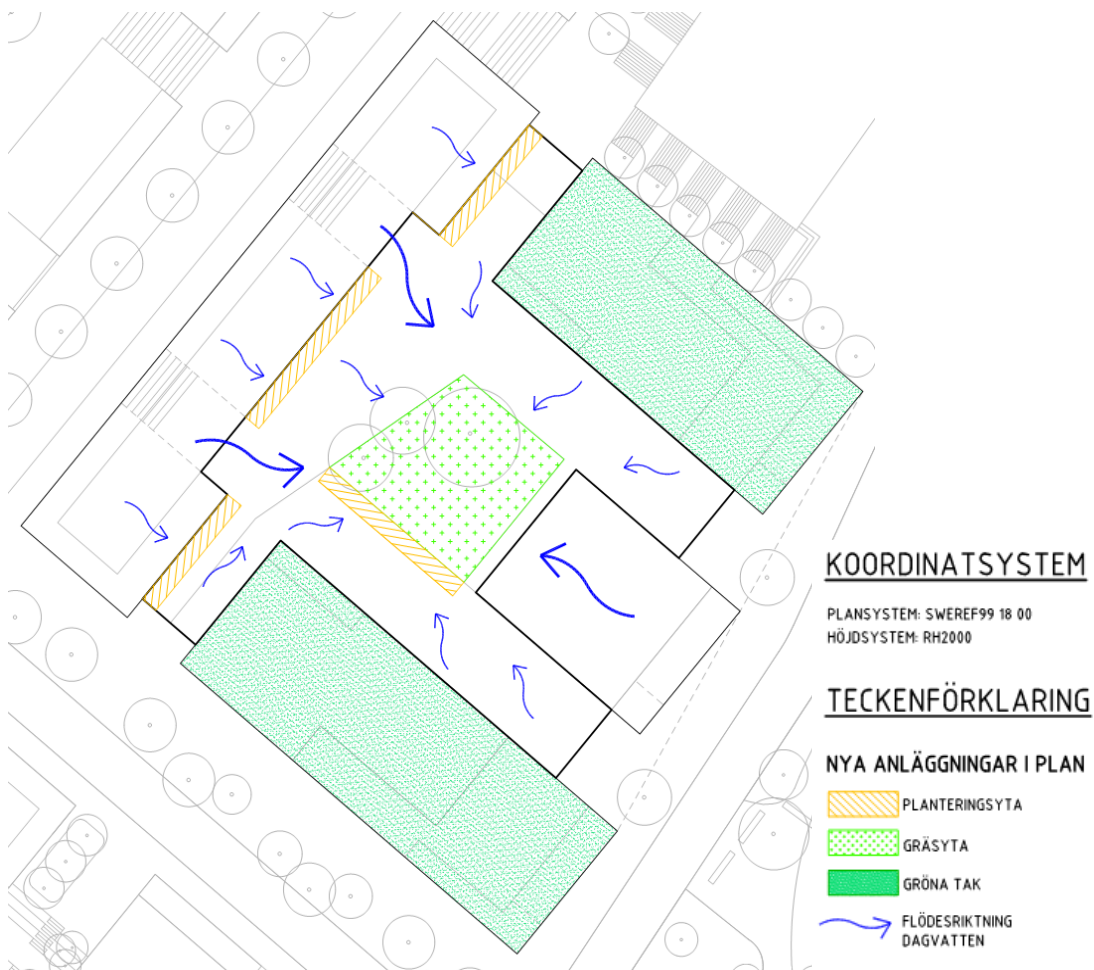 KOORDINATSYSTEM
PLANSYSTEM: SWEREF99 18 00
HÖJDSYSTEM: RH2000
TECKENFÖRKLARING
NYA ANLÄGGNINGAR I PLAN
PLANTERINGSYTA
GRÄSYTA
GRÖNA TAK
FLÖDESRIKTNING
DAGVATTEN